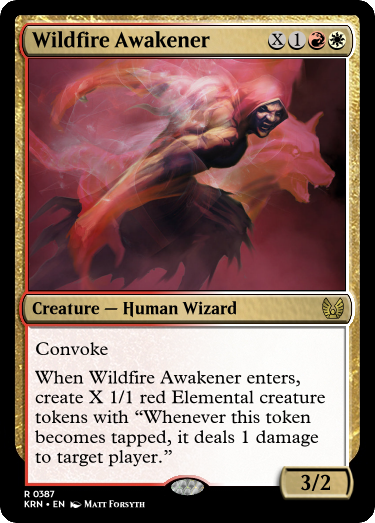 Wildfire Awakener X1
Creature — Human Wizard
Convoke
When Wildfire Awakener enters,
create X 1/1 red Elemental creature
tokens with “Whenever this token
becomes tapped, it deals 1 damage
to target player.”
3/2
R 0387
KRN • EN Matt Forsyth